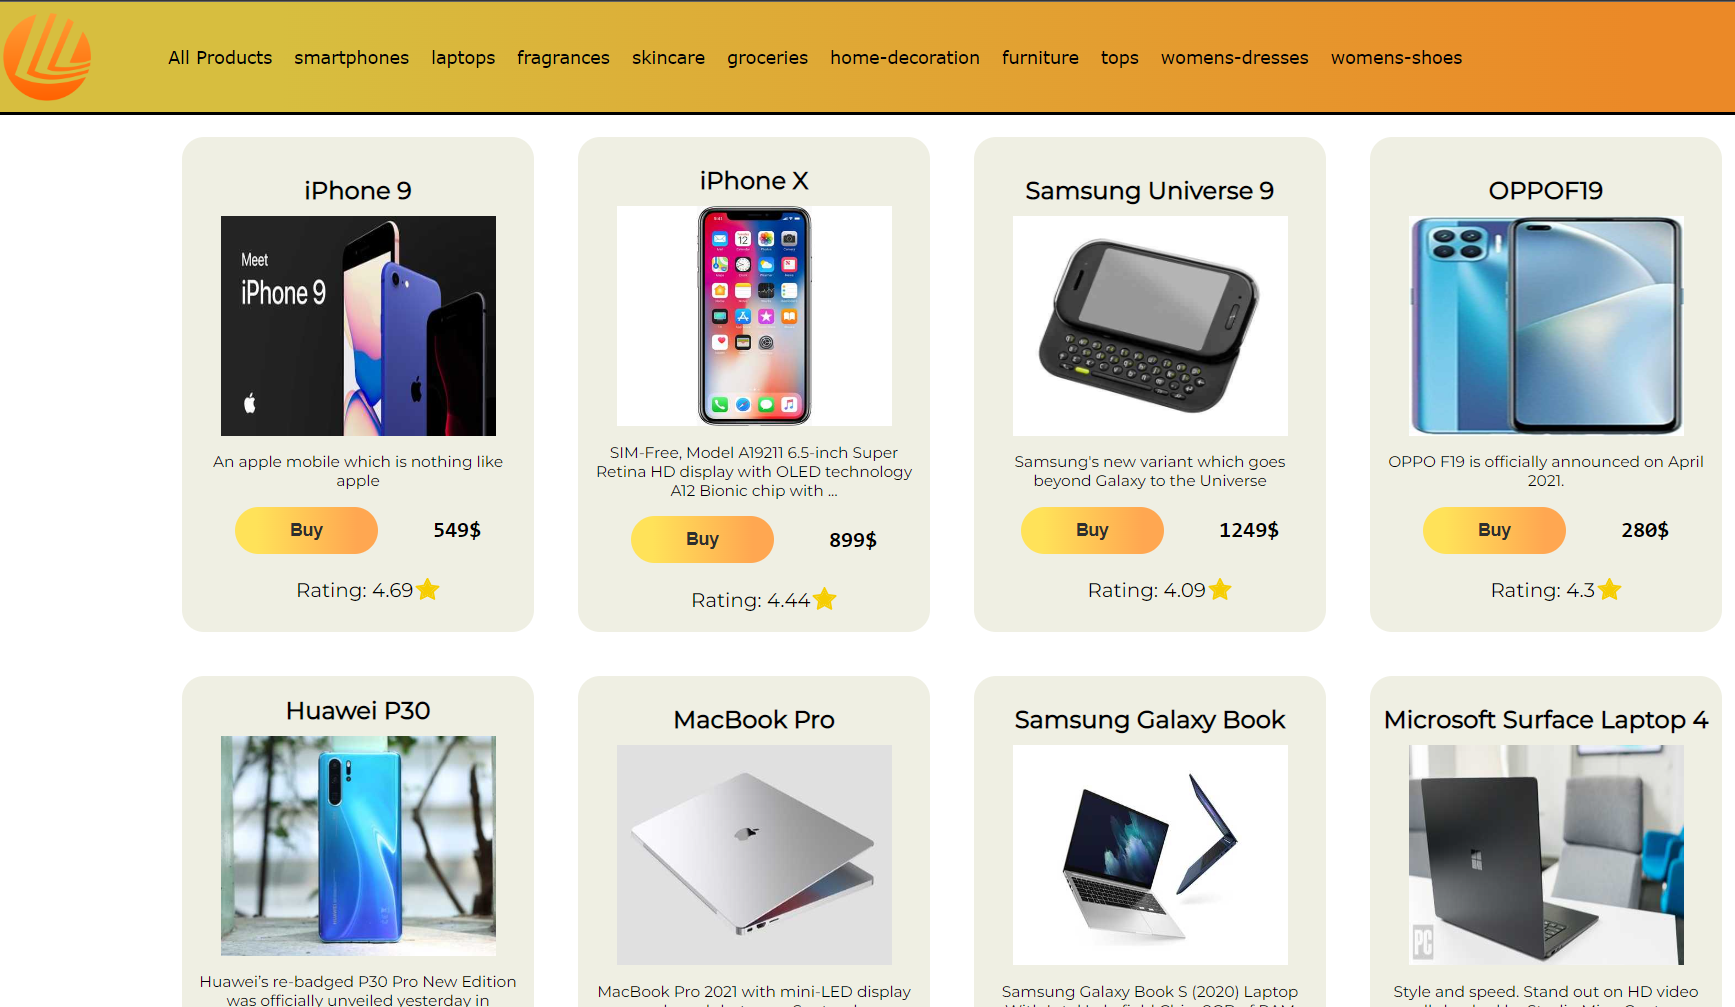 All Products smartphones laptops fragrances skincare groceries home-decoration furniture tops womens-dresses womens-shoes
iPhone 9
Meet
iPhone 9
An apple mobile which is nothing like
apple
Buy 549$
Rating: 4.69
iPhone X
SIM-Free, Model A19211 6.5-inch Super
Retina HD display with OLED technology
A12 Bionic chip with ...
Buy 899$
Rating: 4.44
Samsung Universe 9
Samsung's new variant which goes
beyond Galaxy to the Universe
Buy 1249$
Rating: 4.09
OPPOF19
OPPO F19 is officially announced on April
2021.
Buy 280$
Rating: 4.3
Huawei P30
Huawei’s re-badged P30 Pro New Edition
was officially unveiled yesterday in
MacBook Pro
MacBook Pro 2021 with mini-LED display
Samsung Galaxy Book
Samsung Galaxy Book S (2020) Laptop
Microsoft Surface Laptop 4
PC
Style and speed. Stand out on HD video